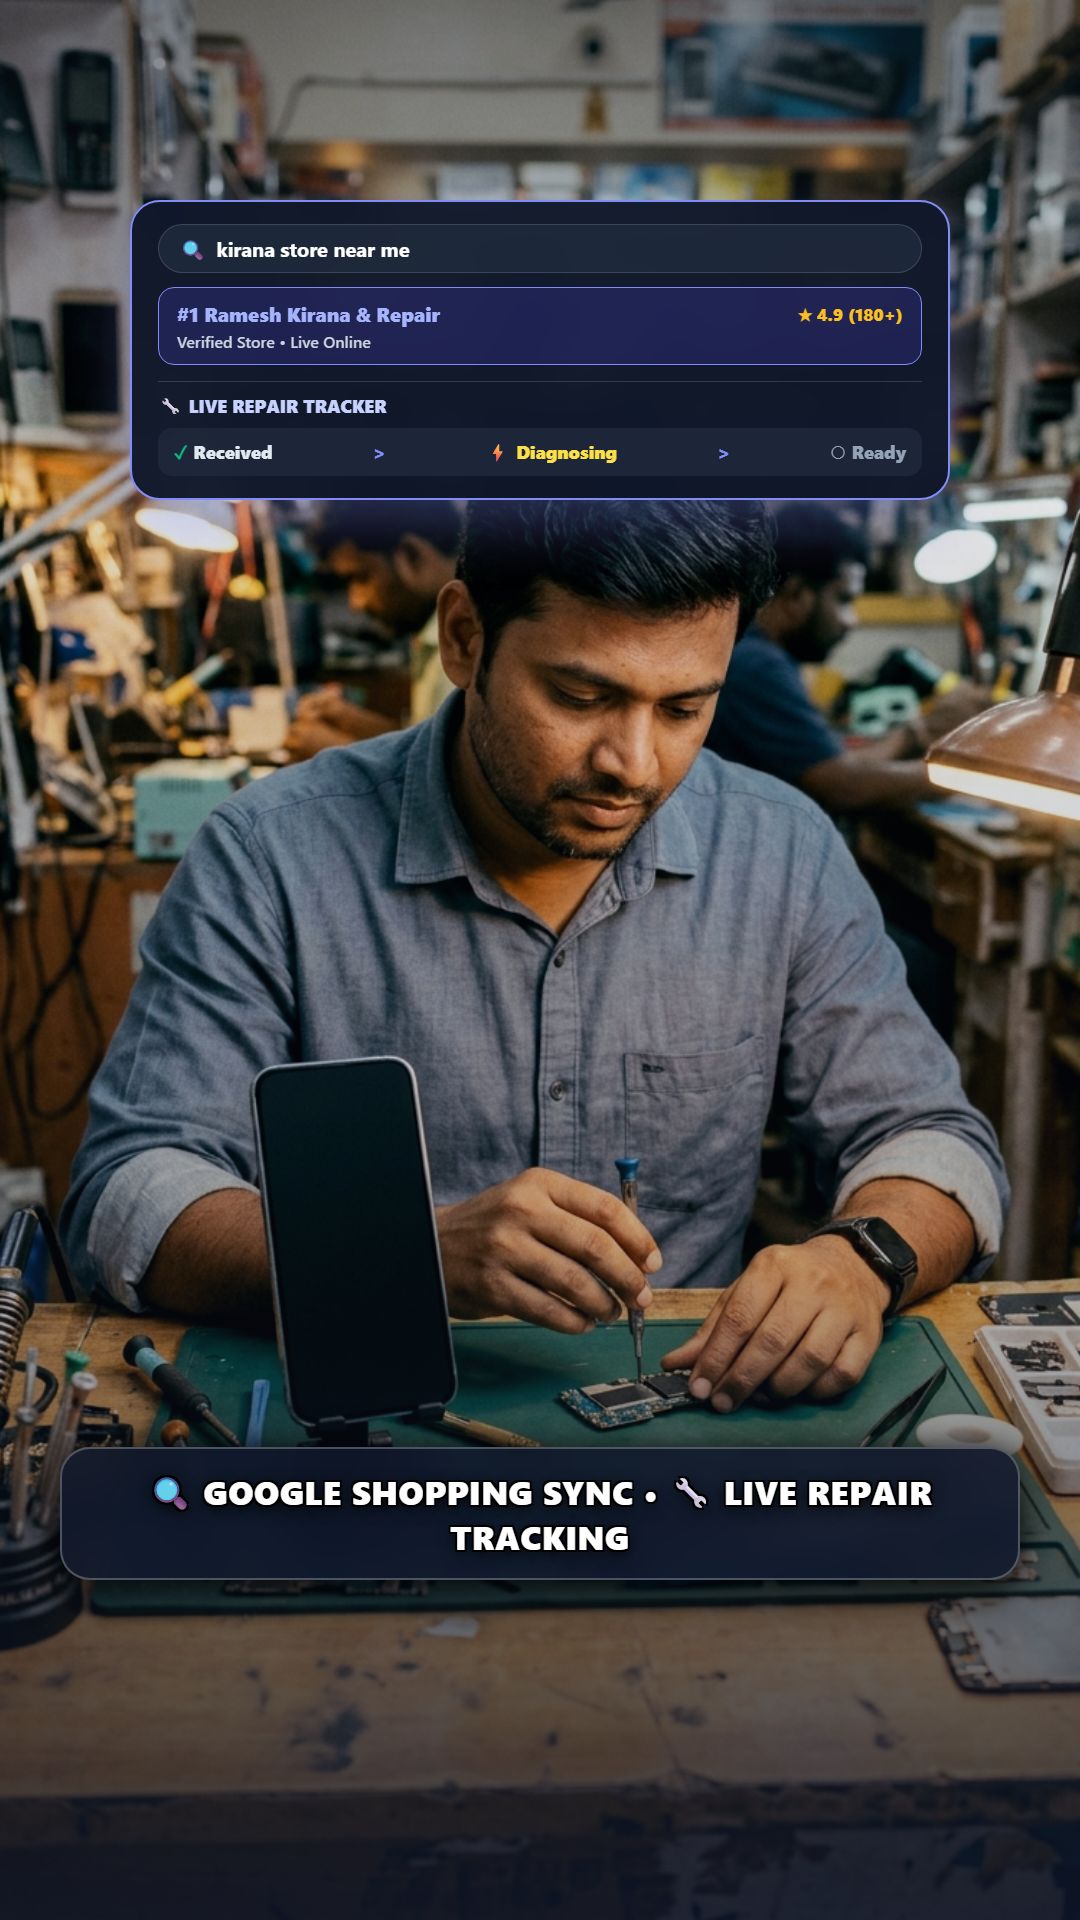 🔍 kirana store near me
#1 Ramesh Kirana & Repair ★ 4.9 (180+)
Verified Store • Live Online
🔧 LIVE REPAIR TRACKER
✓ Received > ⚡ Diagnosing > ○ Ready
🔍 GOOGLE SHOPPING SYNC • 🔧 LIVE REPAIR
TRACKING